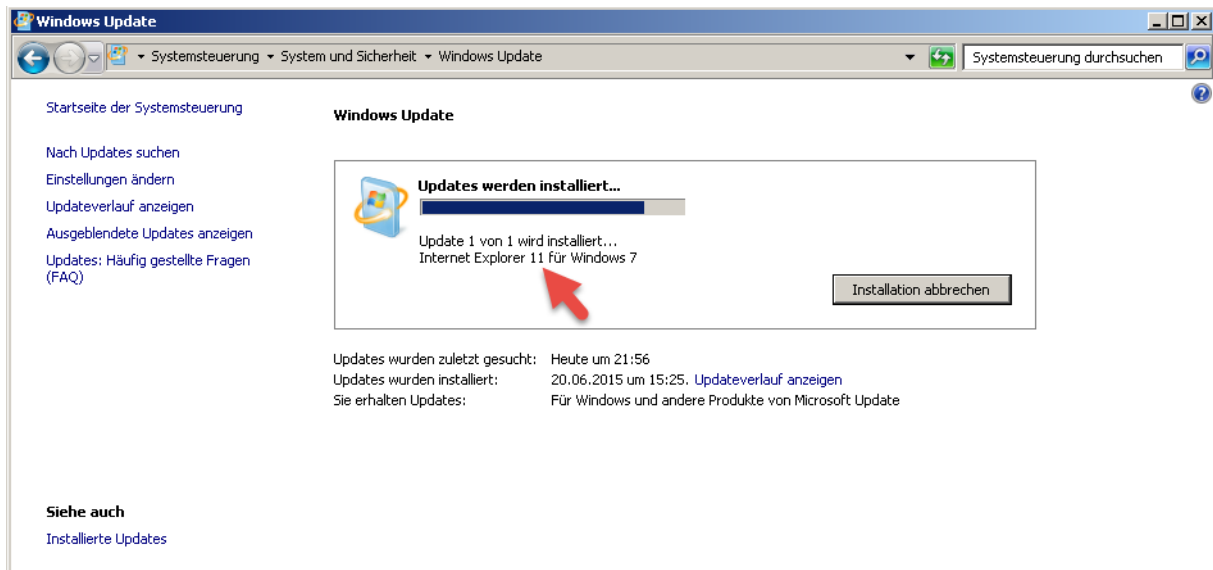 Windows Update
Systemsteuerung System und Sicherheit Windows Update
Systemsteuerung durchsuchen
Startseite der Systemsteuerung
Nach Updates suchen
Einstellungen ändern
Updateverlauf anzeigen
Ausgeblendete Updates anzeigen
Updates: Häufig gestellte Fragen
(FAQ)
Windows Update
Updates werden installiert...
Update 1 von 1 wird installiert...
Internet Explorer 11 für Windows 7
Installation abbrechen
Updates wurden zuletzt gesucht: Heute um 21:56
Updates wurden installiert: 20.06.2015 um 15:25. Updateverlauf anzeigen
Sie erhalten Updates: Für Windows und andere Produkte von Microsoft Update
Siehe auch
Installierte Updates